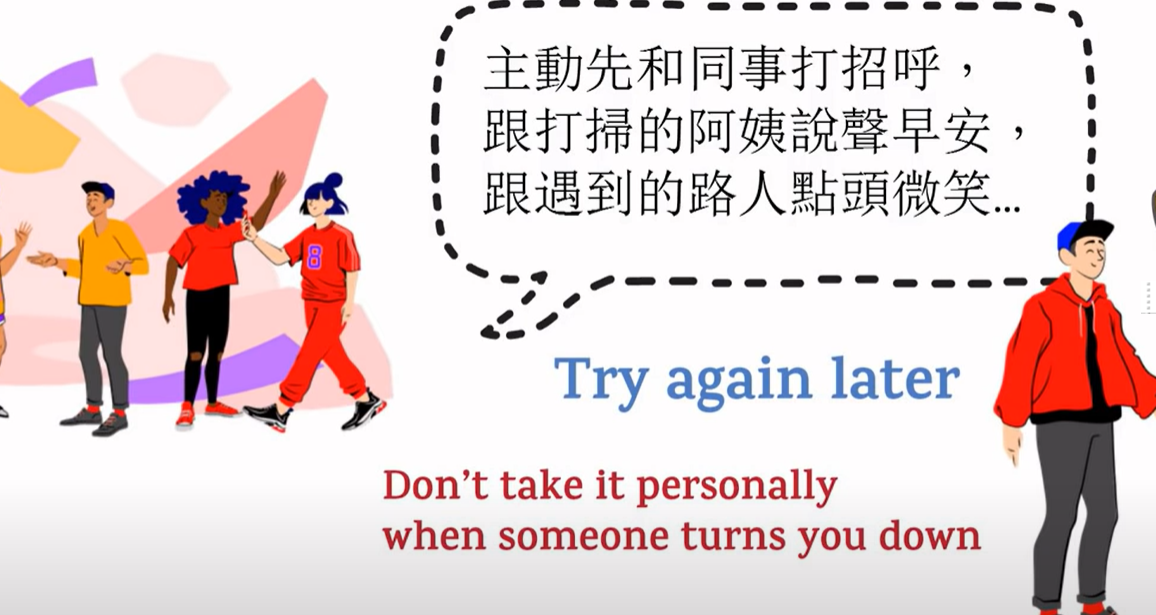 主動先和同事打招呼，
跟打掃的阿姨說聲早安，
跟遇到的路人點頭微笑...
8
Try again later
Don't take it personally
when someone turns you down